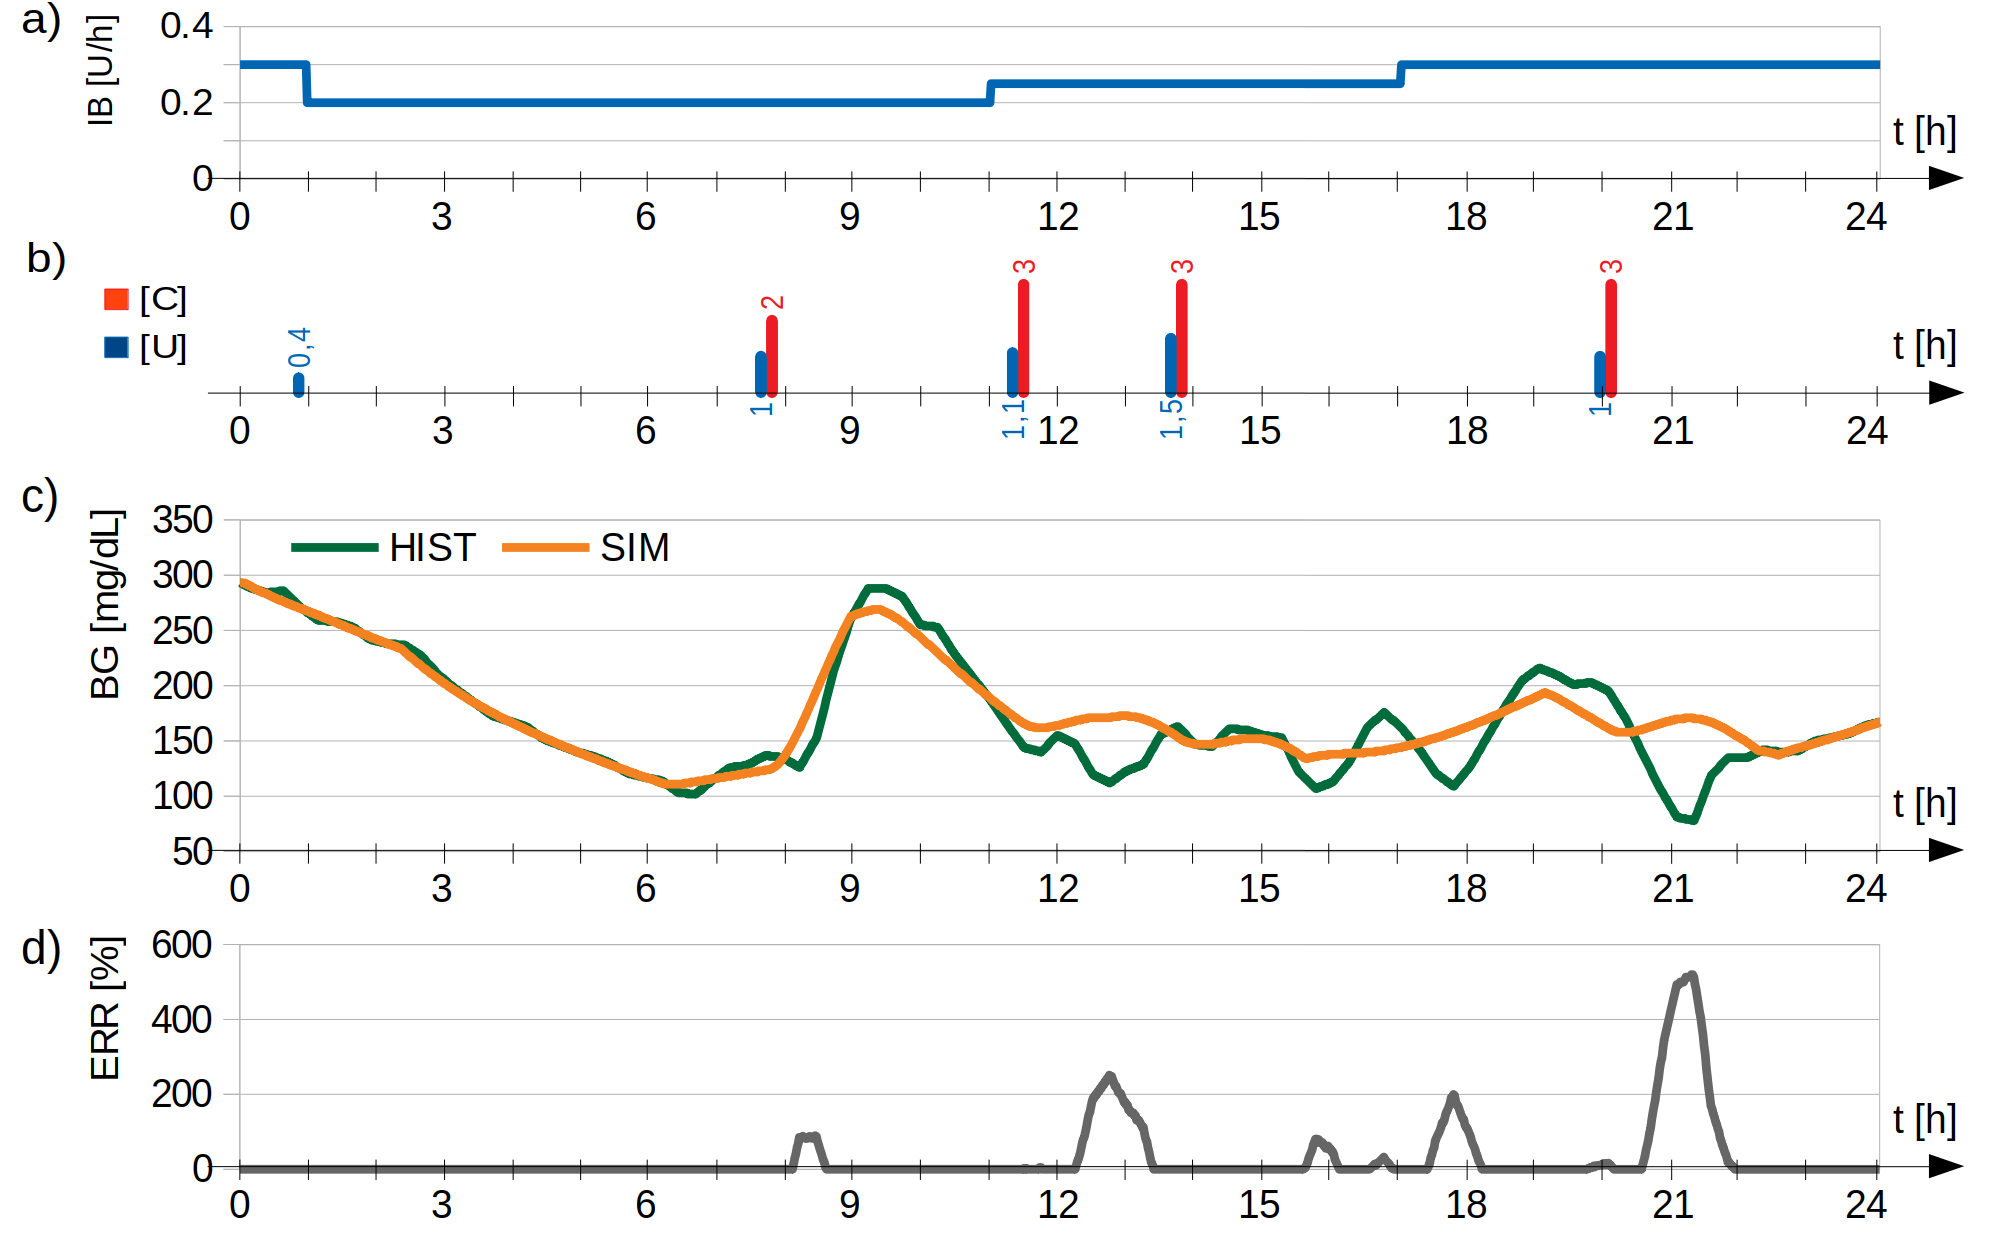 a)
IB [U/h]
0.4
0.2
0
t [h]
0 3 6 9 12 15 18 21 24
b)
[C]
[U]
0,4
1
2
1,1
3
1,5
3
1
3
t [h]
0 3 6 9 12 15 18 21 24
c)
BG [mg/dL]
350
300
250
200
150
100
50
HIST SIM
t [h]
0 3 6 9 12 15 18 21 24
d)
ERR [%]
600
400
200
0
t [h]
0 3 6 9 12 15 18 21 24